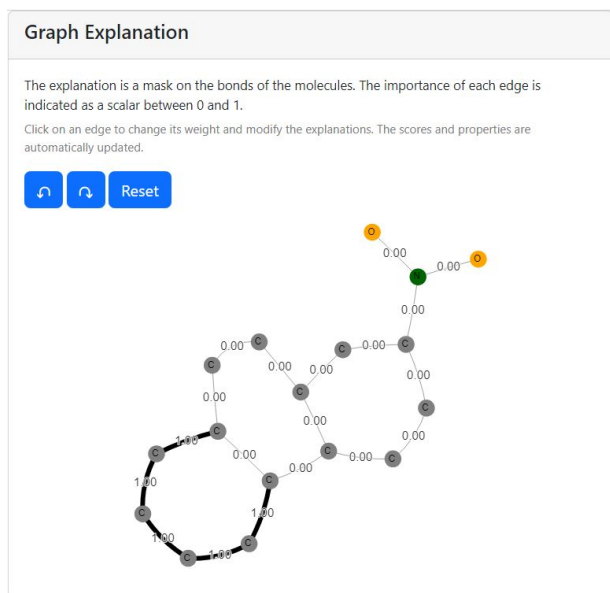 Graph Explanation
The explanation is a mask on the bonds of the molecules. The importance of each edge is
indicated as a scalar between 0 and 1.
Click on an edge to change its weight and modify the explanations. The scores and properties are
automatically updated.
Reset
O
0.00
0.00
O
N
0.00
0.00
C
C
0.00
C
C
0.00
0.00
0.00
C
0.00
C
0.00
C
0.00
C
1.00
0.00
0.00
C
0.00
C
0.00
C
C
1.00
C
1.00
C
1.00
C
1.00
C